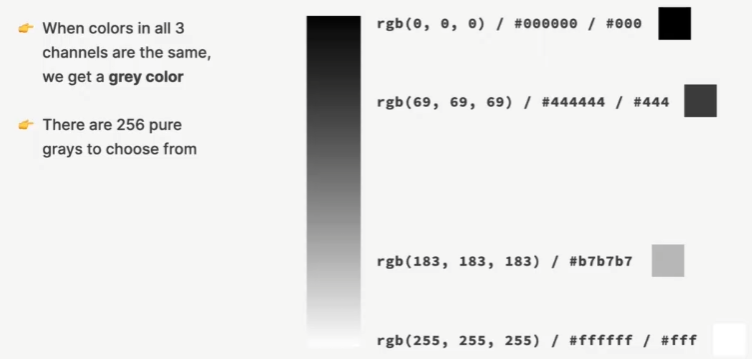 👉 When colors in all 3
channels are the same,
we get a grey color
👉 There are 256 pure
grays to choose from
rgb(0, 0, 0) / #000000 / #000
rgb(69, 69, 69) / #444444 / #444
rgb(183, 183, 183) / #b7b7b7
rgb(255, 255, 255) / #ffffff / #fff